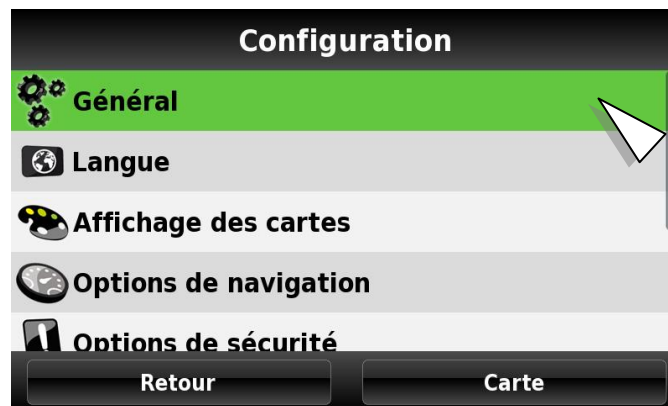 Configuration
Général
Langue
Affichage des cartes
Options de navigation
Options de sécurité
Retour
Carte